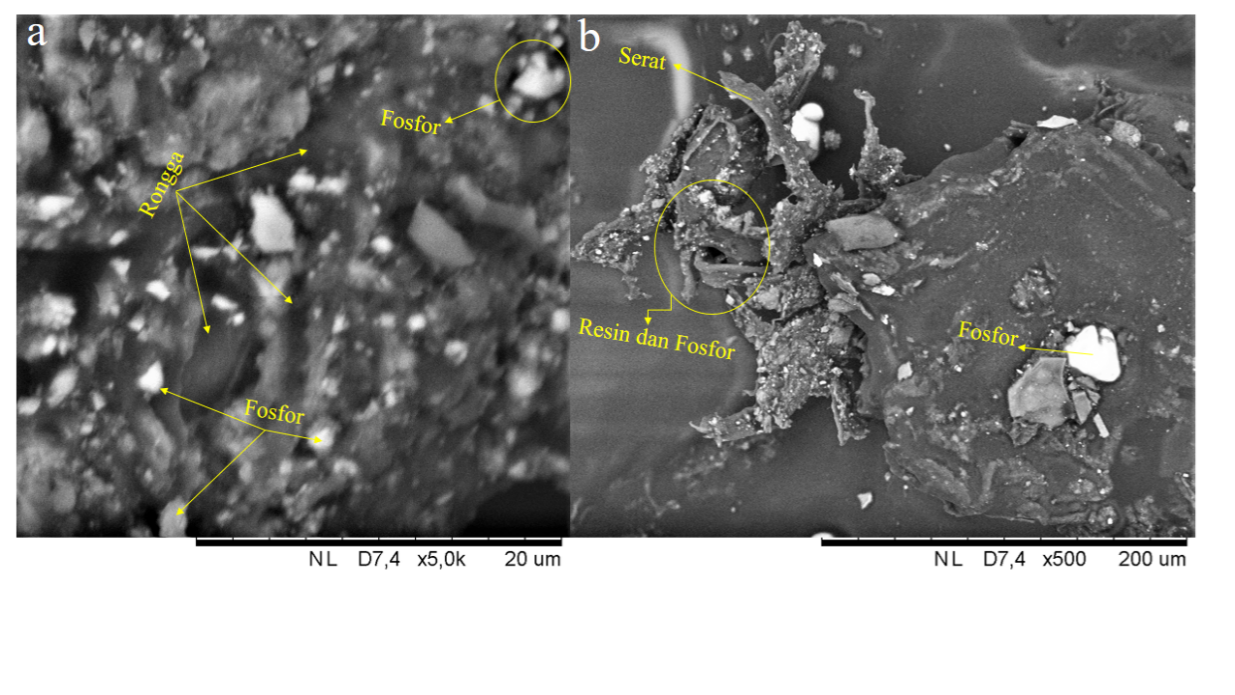 a
Fosfor
Rongga
Fosfor
NL D7,4 x5,0k 20 um
b
Serat
Resin dan Fosfor
Fosfor
NL D7,4 x500 200 um